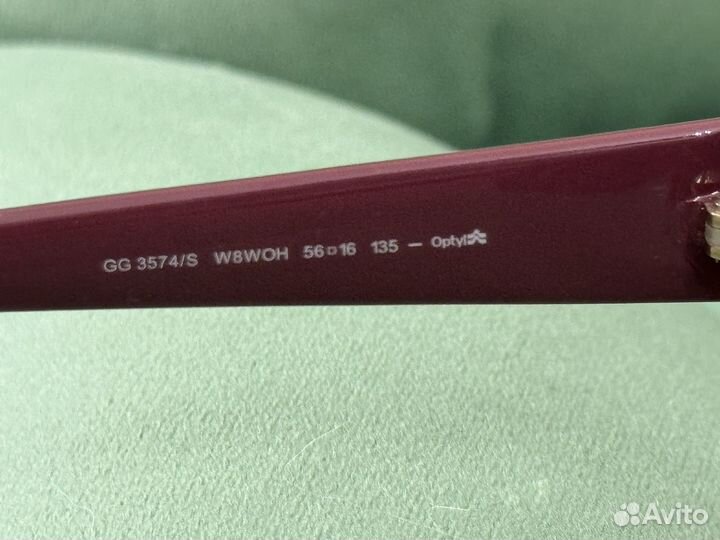 GG 3574/S W8WOH 56□16 135 — Optyl
Avito